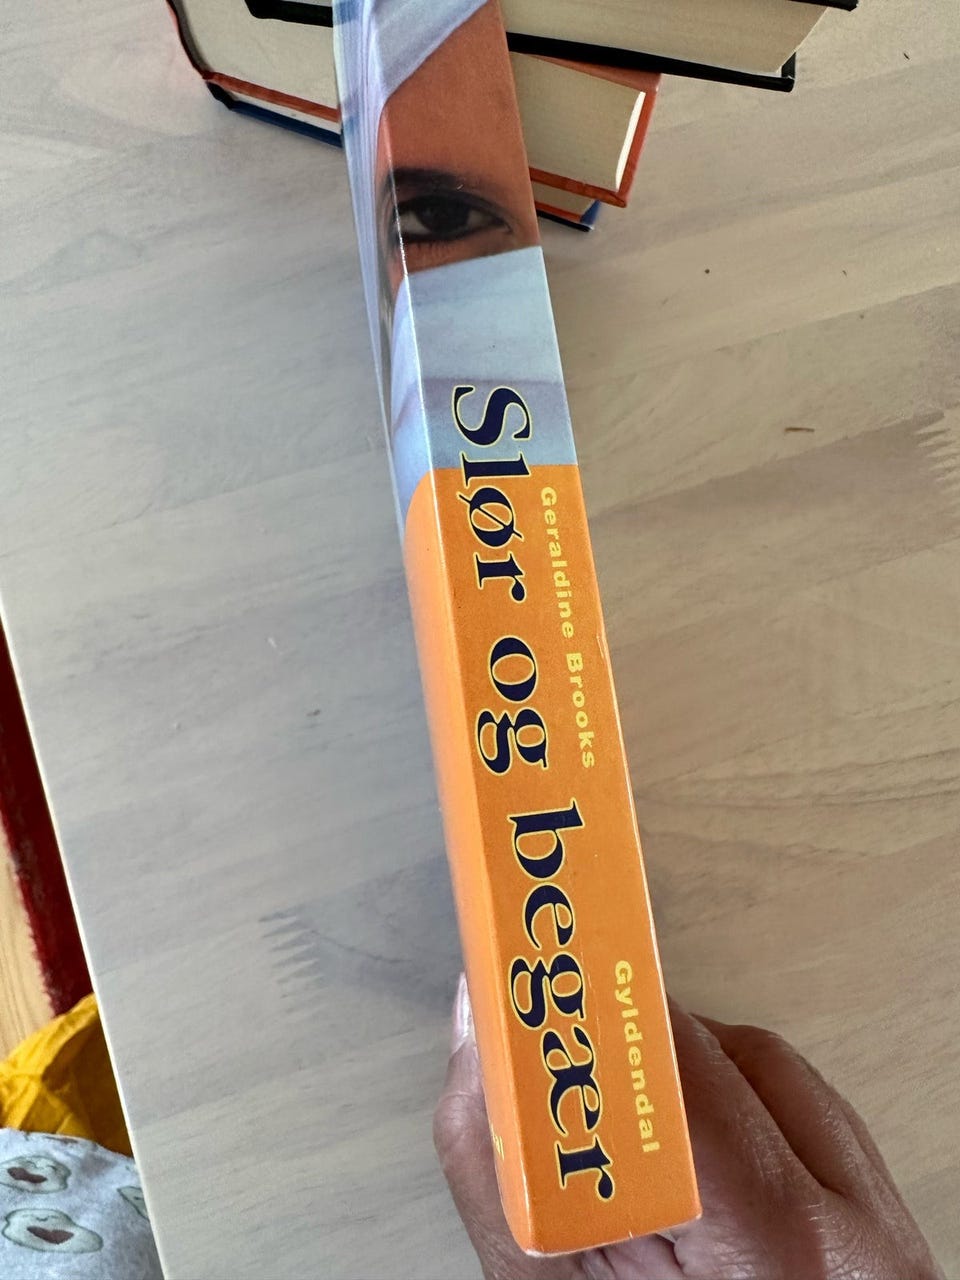 Geraldine Brooks
Slør og begær
Gyldendal